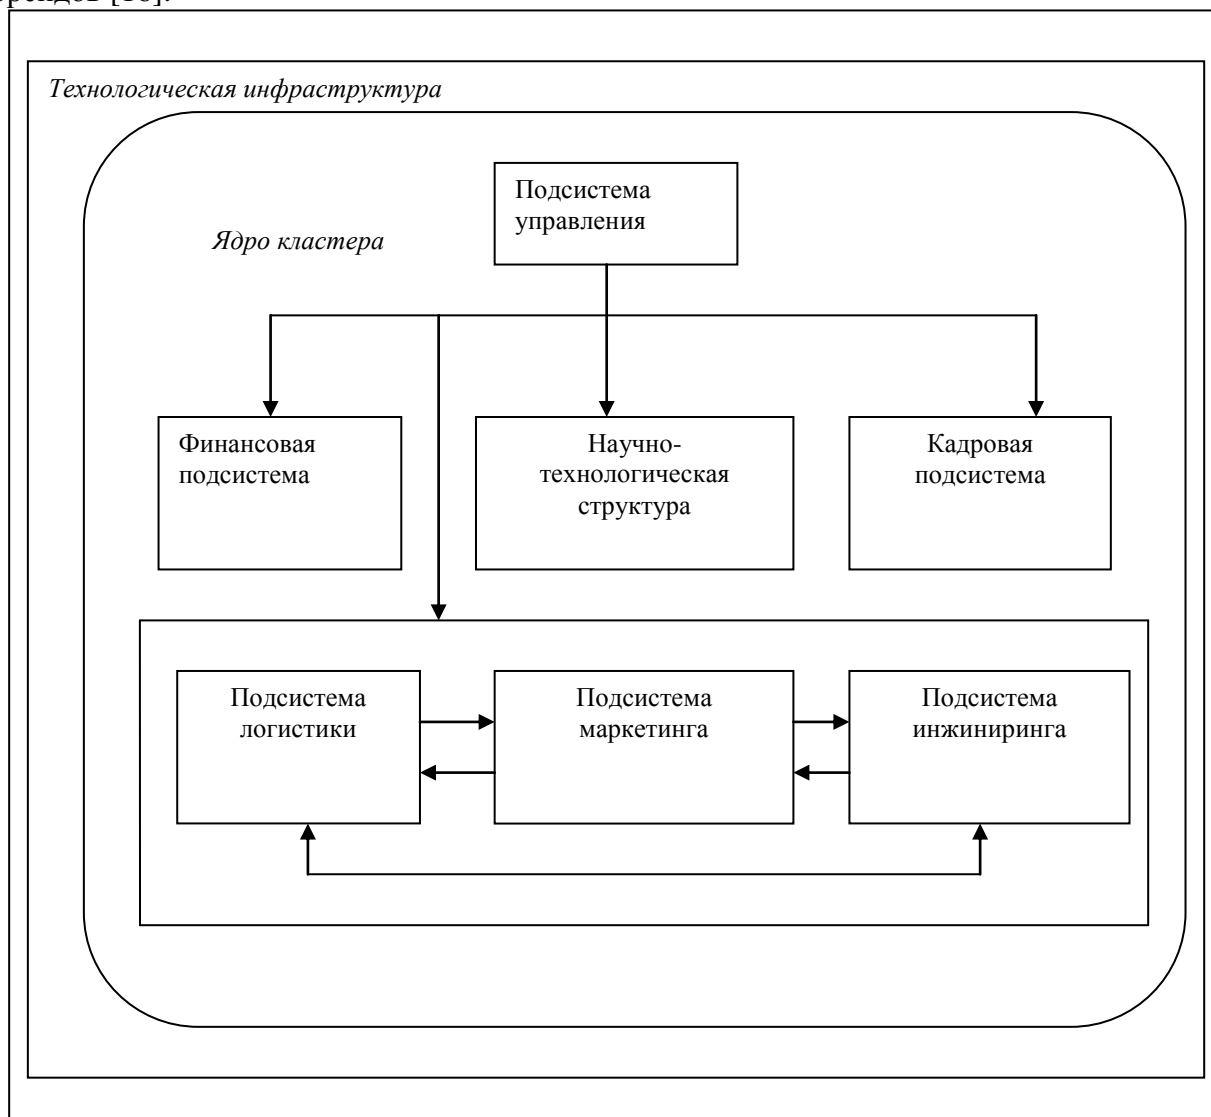 Технологическая инфраструктура
Подсистема
управления
Ядро кластера
Финансовая
подсистема
Научно-
технологическая
структура
Кадровая
подсистема
Подсистема
логистики
Подсистема
маркетинга
Подсистема
инжиниринга